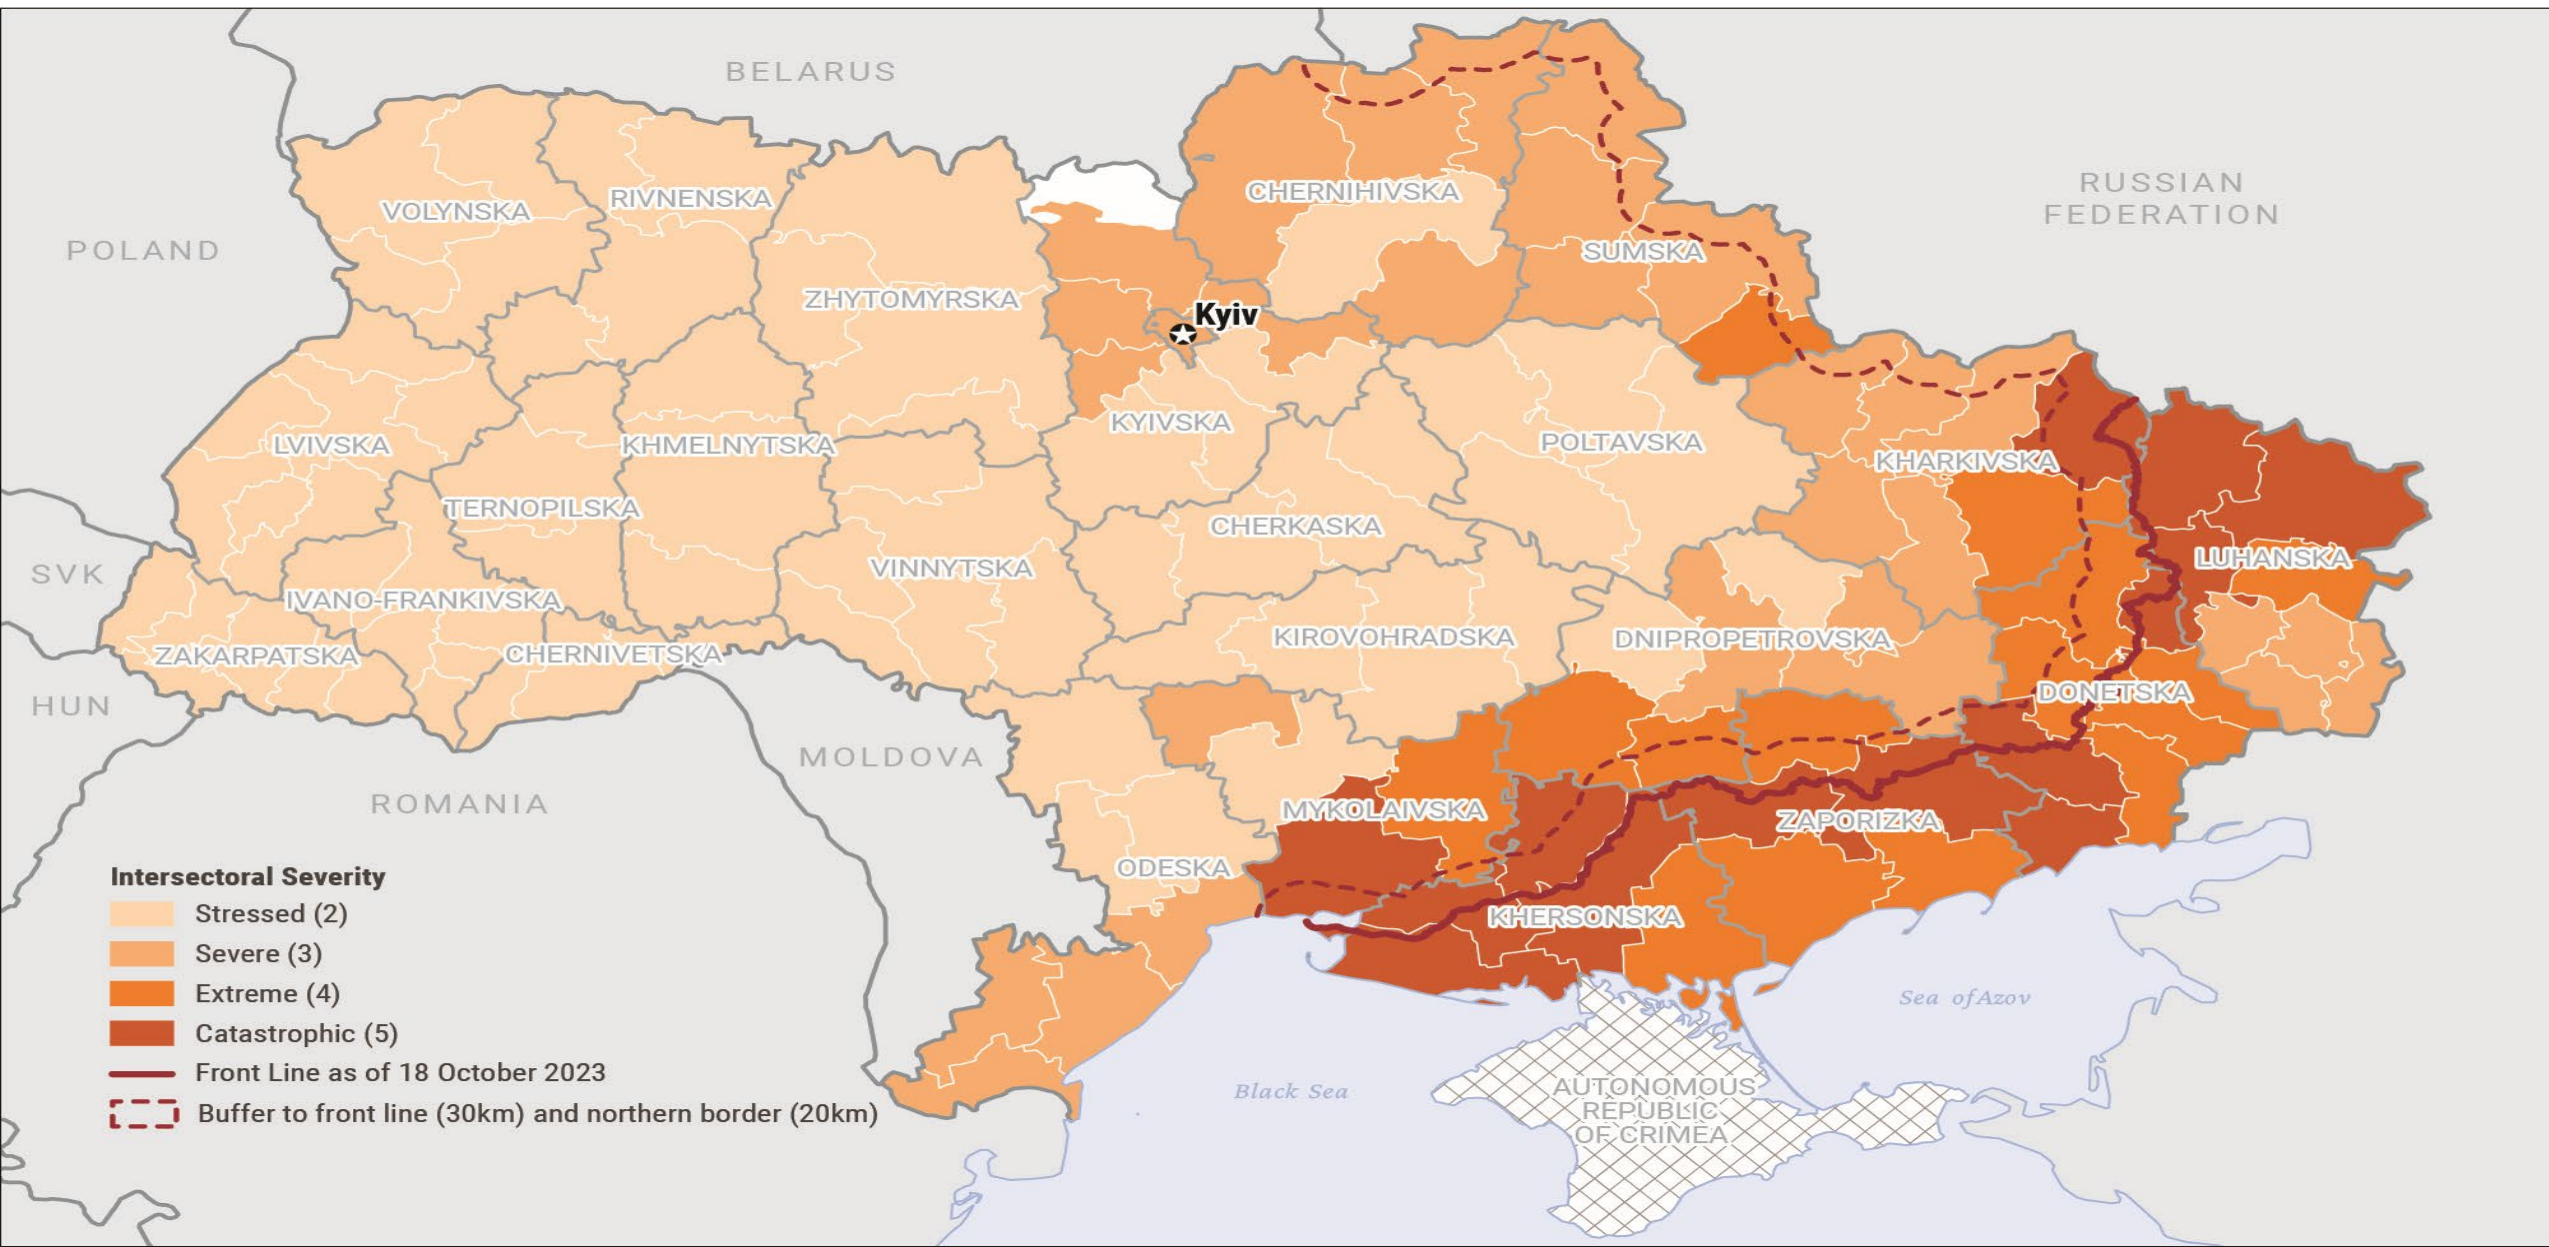 BELARUS
RUSSIAN
FEDERATION
POLAND
VOLYNSKA
RIVNENSKA
CHERNIHIVSKA
SUMSKA
ZHYTOMYRSKA
Kyiv
LVIVSKA
KHMELNYTSKA
KYIVSKA
POLTAVSKA
KHARKIVSKA
TERNOPILSKA
CHERKASKA
VINNYTSKA
LUHANSKA
SVK
IVANO-FRANKIVSKA
ZAKARPATSKA
CHERNIVETSKA
KIROVOHRADSKA
DNIPROPETROVSKA
HUN
DONETSKA
MOLDOVA
ROMANIA
MYKOLAIVSKA
ZAPORIZKA
ODESKA
KHERSONSKA
Sea of Azov
Black Sea
AUTONOMOUS
REPUBLIC
OF CRIMEA
Intersectoral Severity
Stressed (2)
Severe (3)
Extreme (4)
Catastrophic (5)
Front Line as of 18 October 2023
Buffer to front line (30km) and northern border (20km)